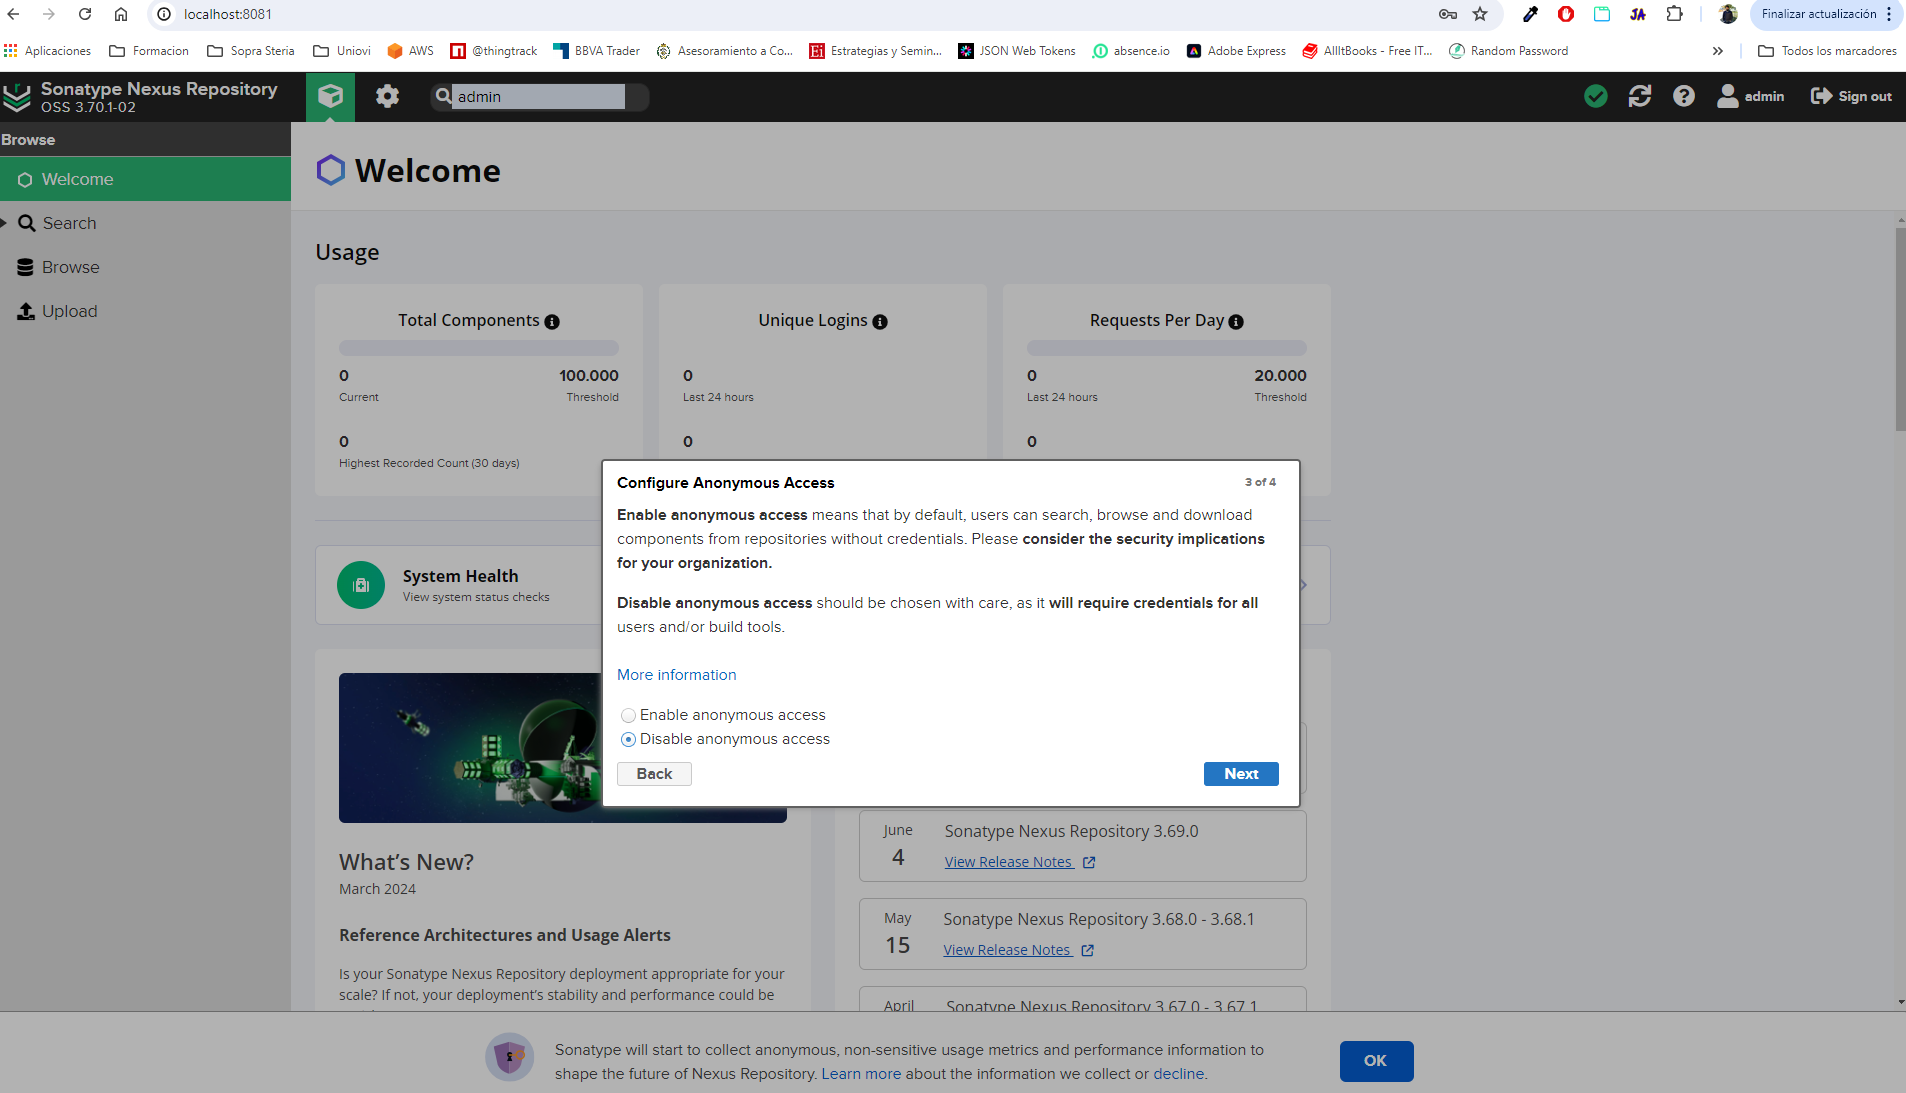 localhost:8081
Finalizar actualización
Aplicaciones
Formacion
Sopra Steria
Uniovi
AWS
@thingtrack
BBVA Trader
Asesoramiento a Co...
Estrategias y Semin...
JSON Web Tokens
absence.io
Adobe Express
AllItBooks - Free IT...
Random Password
»
Todos los marcadores
Sonatype Nexus Repository
OSS 3.70.1-02
admin
admin
Sign out
Browse
Welcome
Search
Browse
Upload
Welcome
Usage
Total Components
0
100.000
Current
Threshold
0
Highest Recorded Count (30 days)
Unique Logins
0
Last 24 hours
0
Requests Per Day
0
20.000
Last 24 hours
Threshold
0
System Health
View system status checks
Configure Anonymous Access
3 of 4
Enable anonymous access means that by default, users can search, browse and download
components from repositories without credentials. Please consider the security implications
for your organization.
Disable anonymous access should be chosen with care, as it will require credentials for all
users and/or build tools.
More information
Enable anonymous access
Disable anonymous access
Back
Next
What's New?
March 2024
Reference Architectures and Usage Alerts
Is your Sonatype Nexus Repository deployment appropriate for your
scale? If not, your deployment's stability and performance could be
June
4
Sonatype Nexus Repository 3.69.0
View Release Notes
May
15
Sonatype Nexus Repository 3.68.0 - 3.68.1
View Release Notes
April
Sonatype Nexus Repository 3.67.0 - 3.67.1
Sonatype will start to collect anonymous, non-sensitive usage metrics and performance information to
shape the future of Nexus Repository. Learn more about the information we collect or decline.
OK